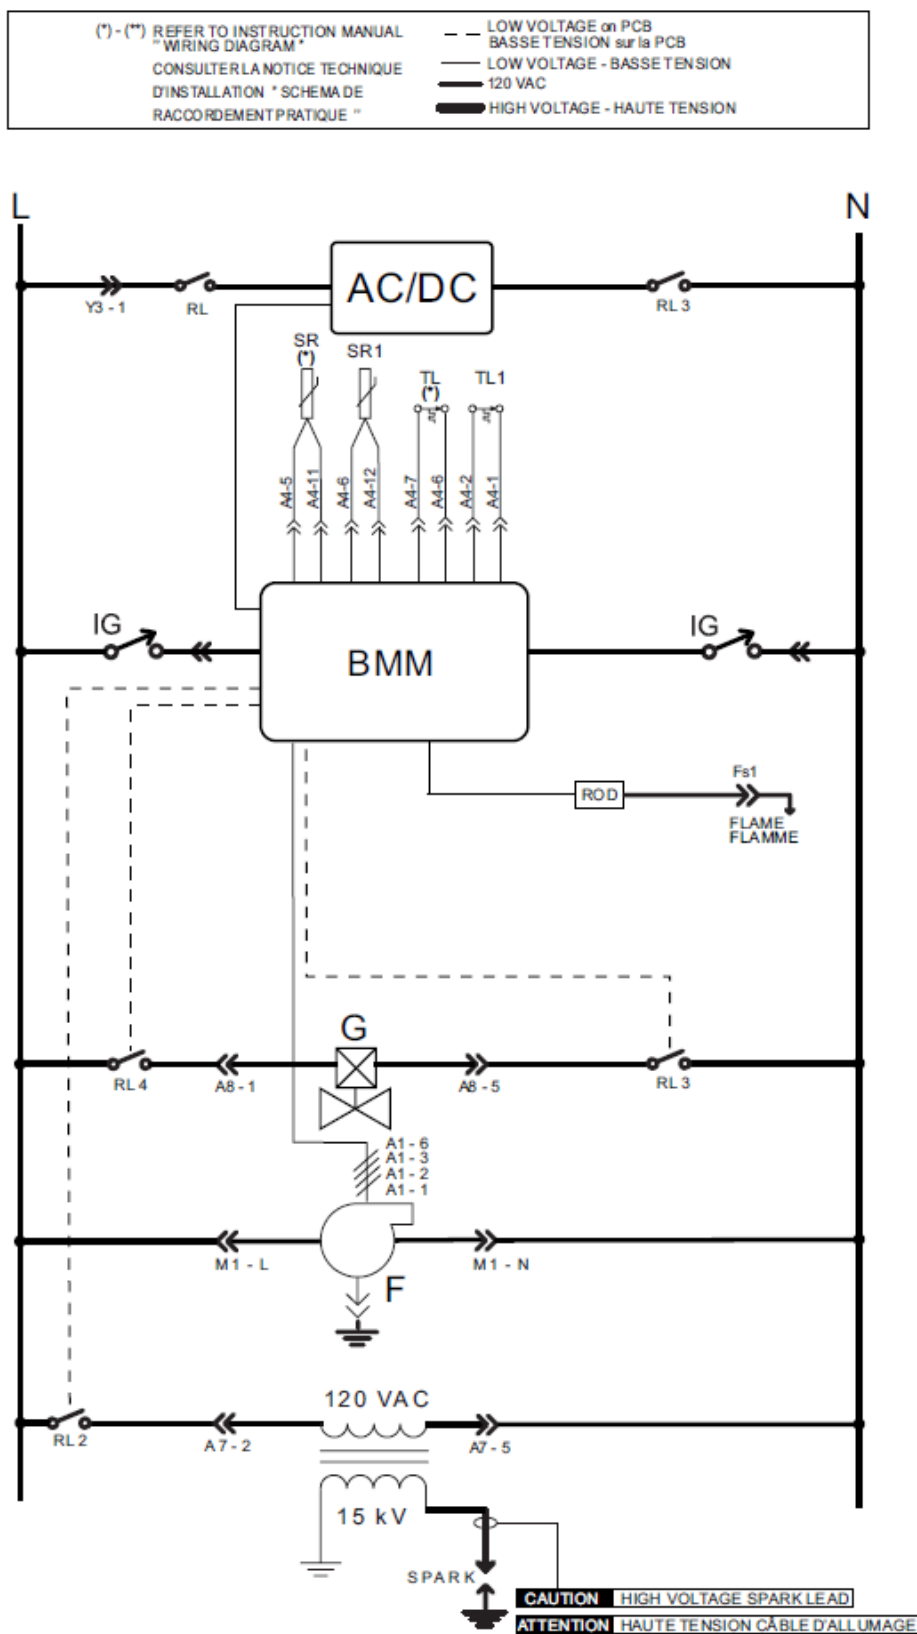 (*) - (**) REFER TO INSTRUCTION MANUAL
" WIRING DIAGRAM "
CONSULTER LA NOTICE TECHNIQUE
D'INSTALLATION " SCHEMA DE
RACCORDEMENT PRATIQUE "
LOW VOLTAGE on PCB
BASSE TENSION sur la PCB
LOW VOLTAGE - BASSE TENSION
120 VAC
HIGH VOLTAGE - HAUTE TENSION
L
N
AC/DC
Y3 - 1
RL
RL 3
SR
(*)
SR1
TL
(*)
TL1
A4-5
A4-11
A4-6
A4-12
A4-7
A4-6
A4-2
A4-1
IG
BMM
IG
ROD
Fs1
FLAME
FLAMME
G
RL 4
A8 - 1
A8 - 5
RL 3
A1 - 6
A1 - 3
A1 - 2
A1 - 1
M1 - L
M1 - N
F
120 VAC
RL 2
A7 - 2
A7 - 5
15 kV
SPARK
CAUTION HIGH VOLTAGE SPARK LEAD
ATTENTION HAUTE TENSION CÂBLE D'ALLUMAGE